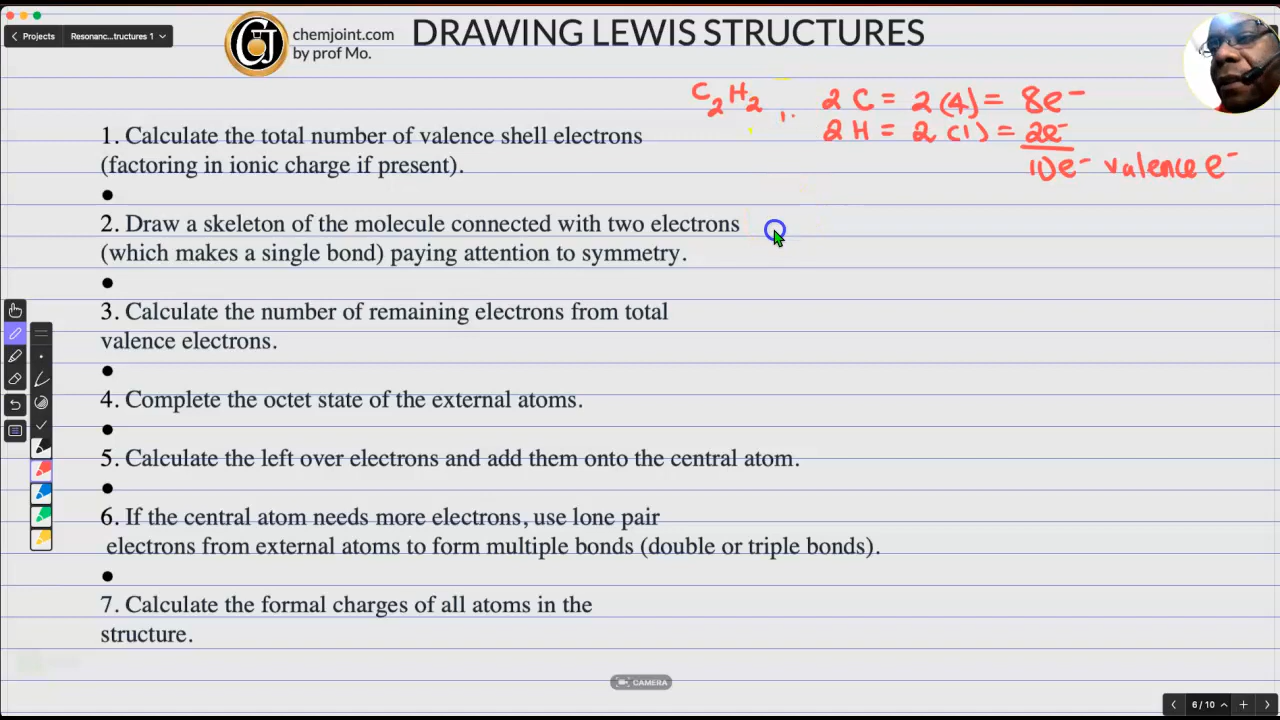 Projects
Resonanc...tructures 1
chemjoint.com
by prof Mo.
DRAWING LEWIS STRUCTURES
C₂H₂ 1. 2 C = 2 (4) = 8e⁻
2 H = 2 (1) = 2e⁻
10e⁻ valence e⁻
1. Calculate the total number of valence shell electrons
(factoring in ionic charge if present).
2. Draw a skeleton of the molecule connected with two electrons
(which makes a single bond) paying attention to symmetry.
3. Calculate the number of remaining electrons from total
valence electrons.
4. Complete the octet state of the external atoms.
5. Calculate the left over electrons and add them onto the central atom.
6. If the central atom needs more electrons, use lone pair
electrons from external atoms to form multiple bonds (double or triple bonds).
7. Calculate the formal charges of all atoms in the
structure.
CAMERA
6 / 10